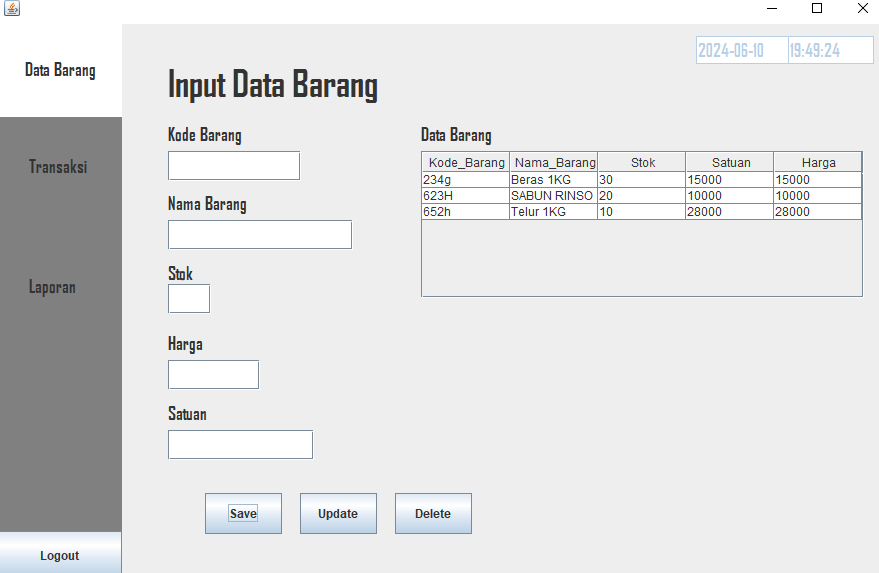 2024-06-10 19:49:24
Data Barang
Transaksi
Laporan
Logout
Input Data Barang
Kode Barang
Nama Barang
Stok
Harga
Satuan
Save Update Delete
Data Barang
Kode_Barang Nama_Barang Stok Satuan Harga
234g Beras 1KG 30 15000 15000
623H SABUN RINSO 20 10000 10000
652h Telur 1KG 10 28000 28000